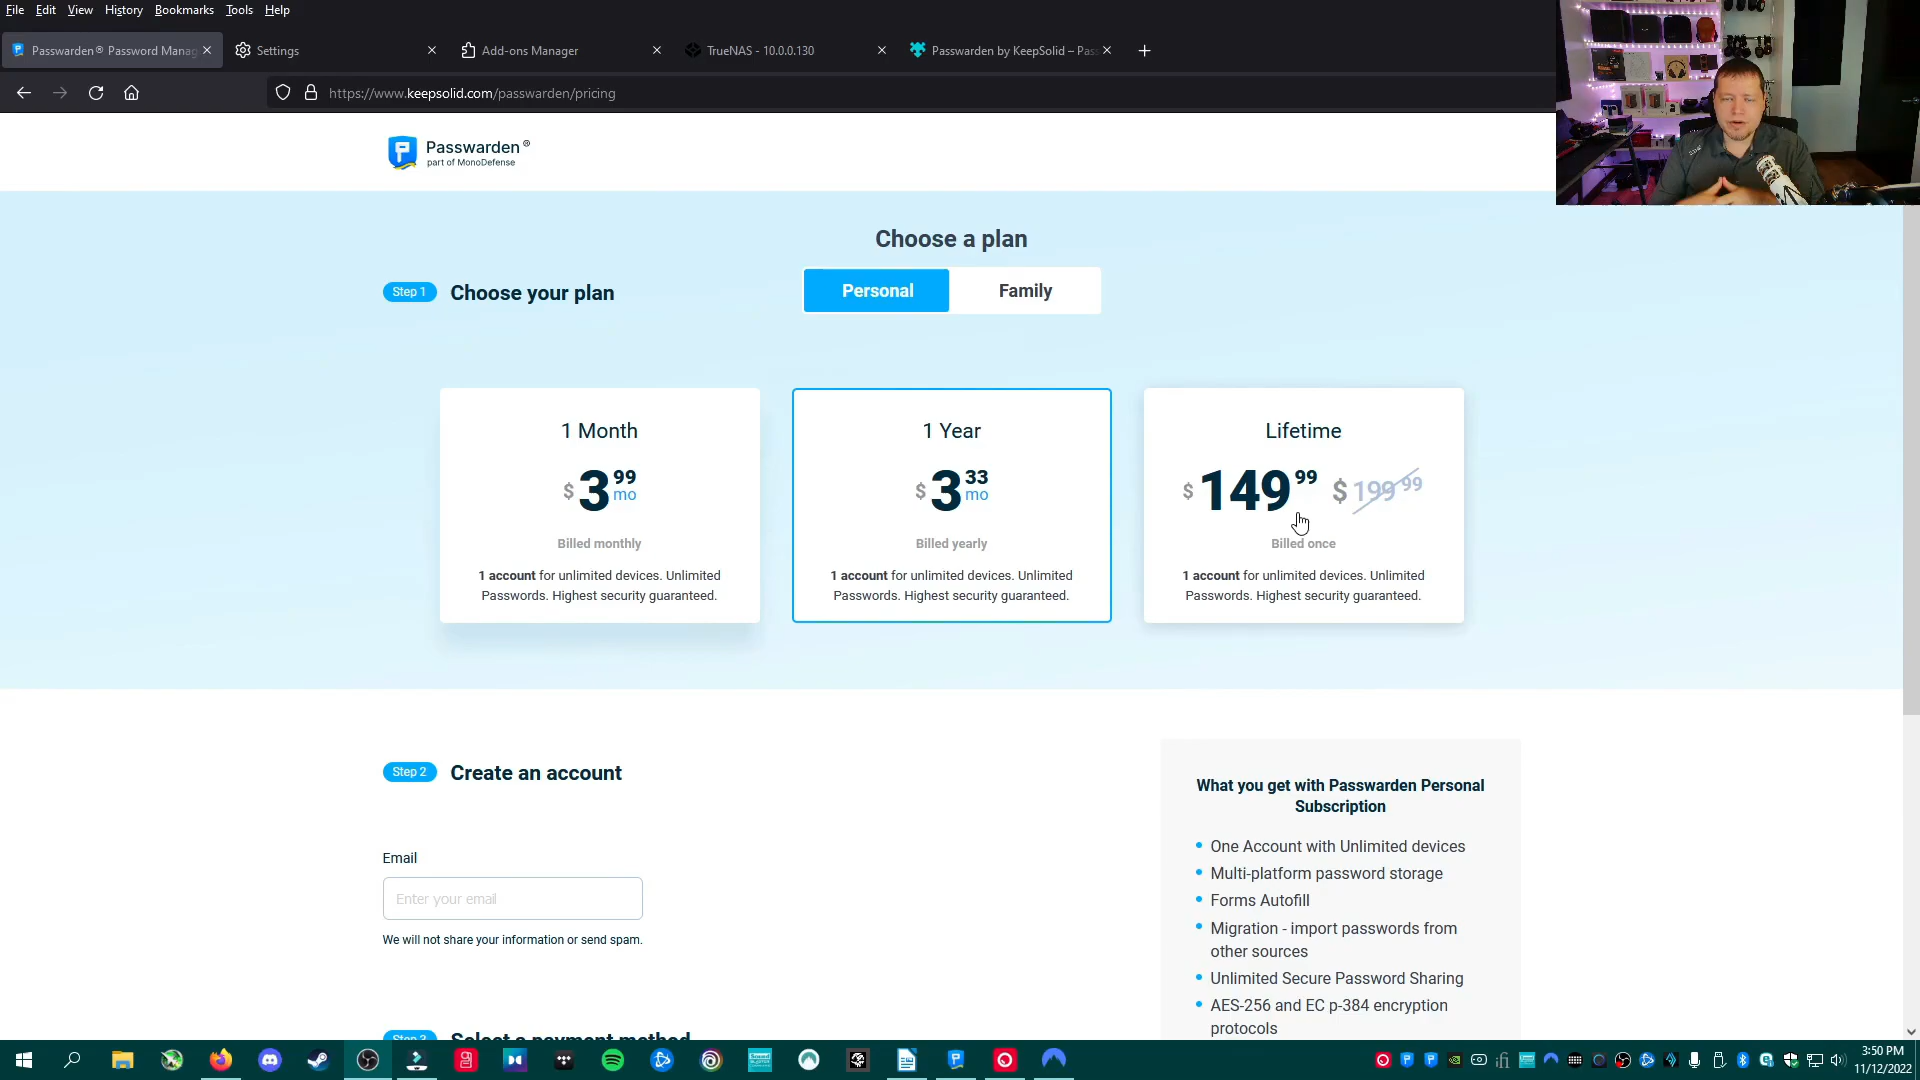 File Edit View History Bookmarks Tools Help
Passwarden® Password Manag
Settings
Add-ons Manager
TrueNAS - 10.0.0.130
Passwarden by KeepSolid – Pas
https://www.keepsolid.com/passwarden/pricing
Passwarden ®
part of MonoDefense
Choose a plan
Step 1 Choose your plan
Personal Family
1 Month
$ 3 99 mo
Billed monthly
1 account for unlimited devices. Unlimited
Passwords. Highest security guaranteed.
1 Year
$ 3 33 mo
Billed yearly
1 account for unlimited devices. Unlimited
Passwords. Highest security guaranteed.
Lifetime
$ 149 99 $ 199 99
Billed once
1 account for unlimited devices. Unlimited
Passwords. Highest security guaranteed.
Step 2 Create an account
Email
Enter your email
We will not share your information or send spam.
Step 3 Select a payment method
What you get with Passwarden Personal
Subscription
One Account with Unlimited devices
Multi-platform password storage
Forms Autofill
Migration - import passwords from
other sources
Unlimited Secure Password Sharing
AES-256 and EC p-384 encryption
protocols
3:50 PM
11/12/2022